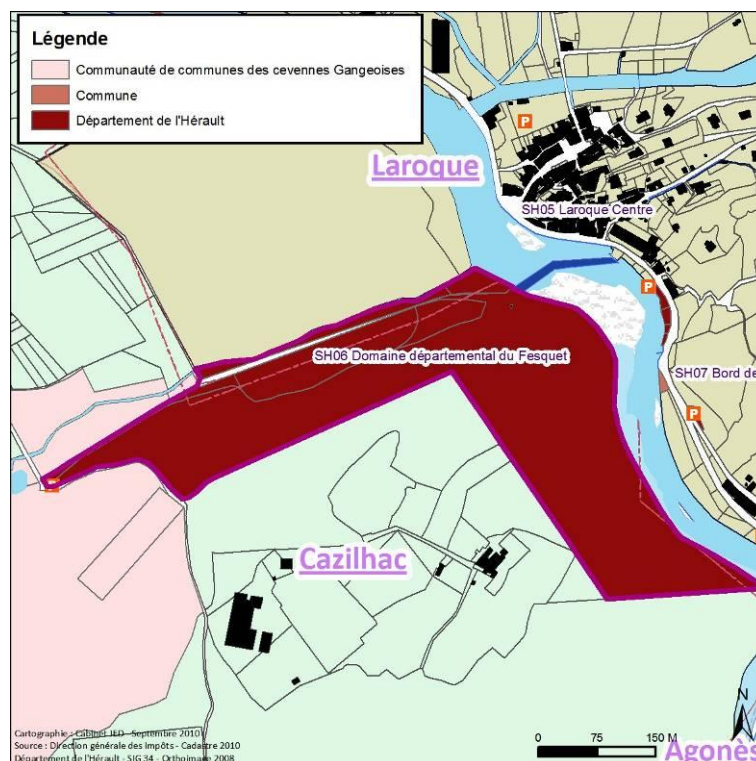 Légende
Communauté de communes des cevennes Gangeoises
Commune
Département de l'Hérault
P
Laroque
SH05 Laroque Centre
P
SH06 Domaine départemental du Fesquet
SH07 Bord de
P
Cazilhac
N
Cartographie : Cabinet JED - Septembre 2010
Source : Direction générale des Impôts - Cadastre 2010
Département de l'Hérault - SIG 34 - Orthoimage 2008
0 75 150 M
Agonès